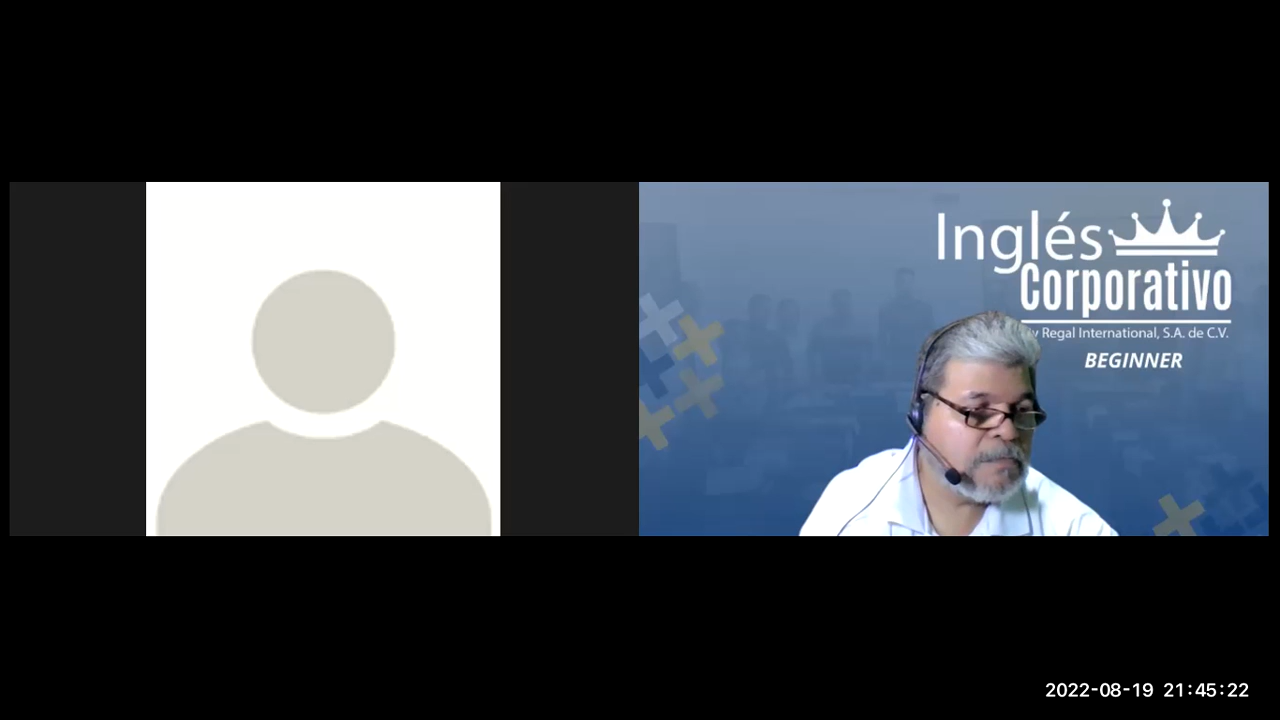 Inglés
Corporativo
Regal International, S.A. de C.V.
BEGINNER
2022-08-19 21:45:22